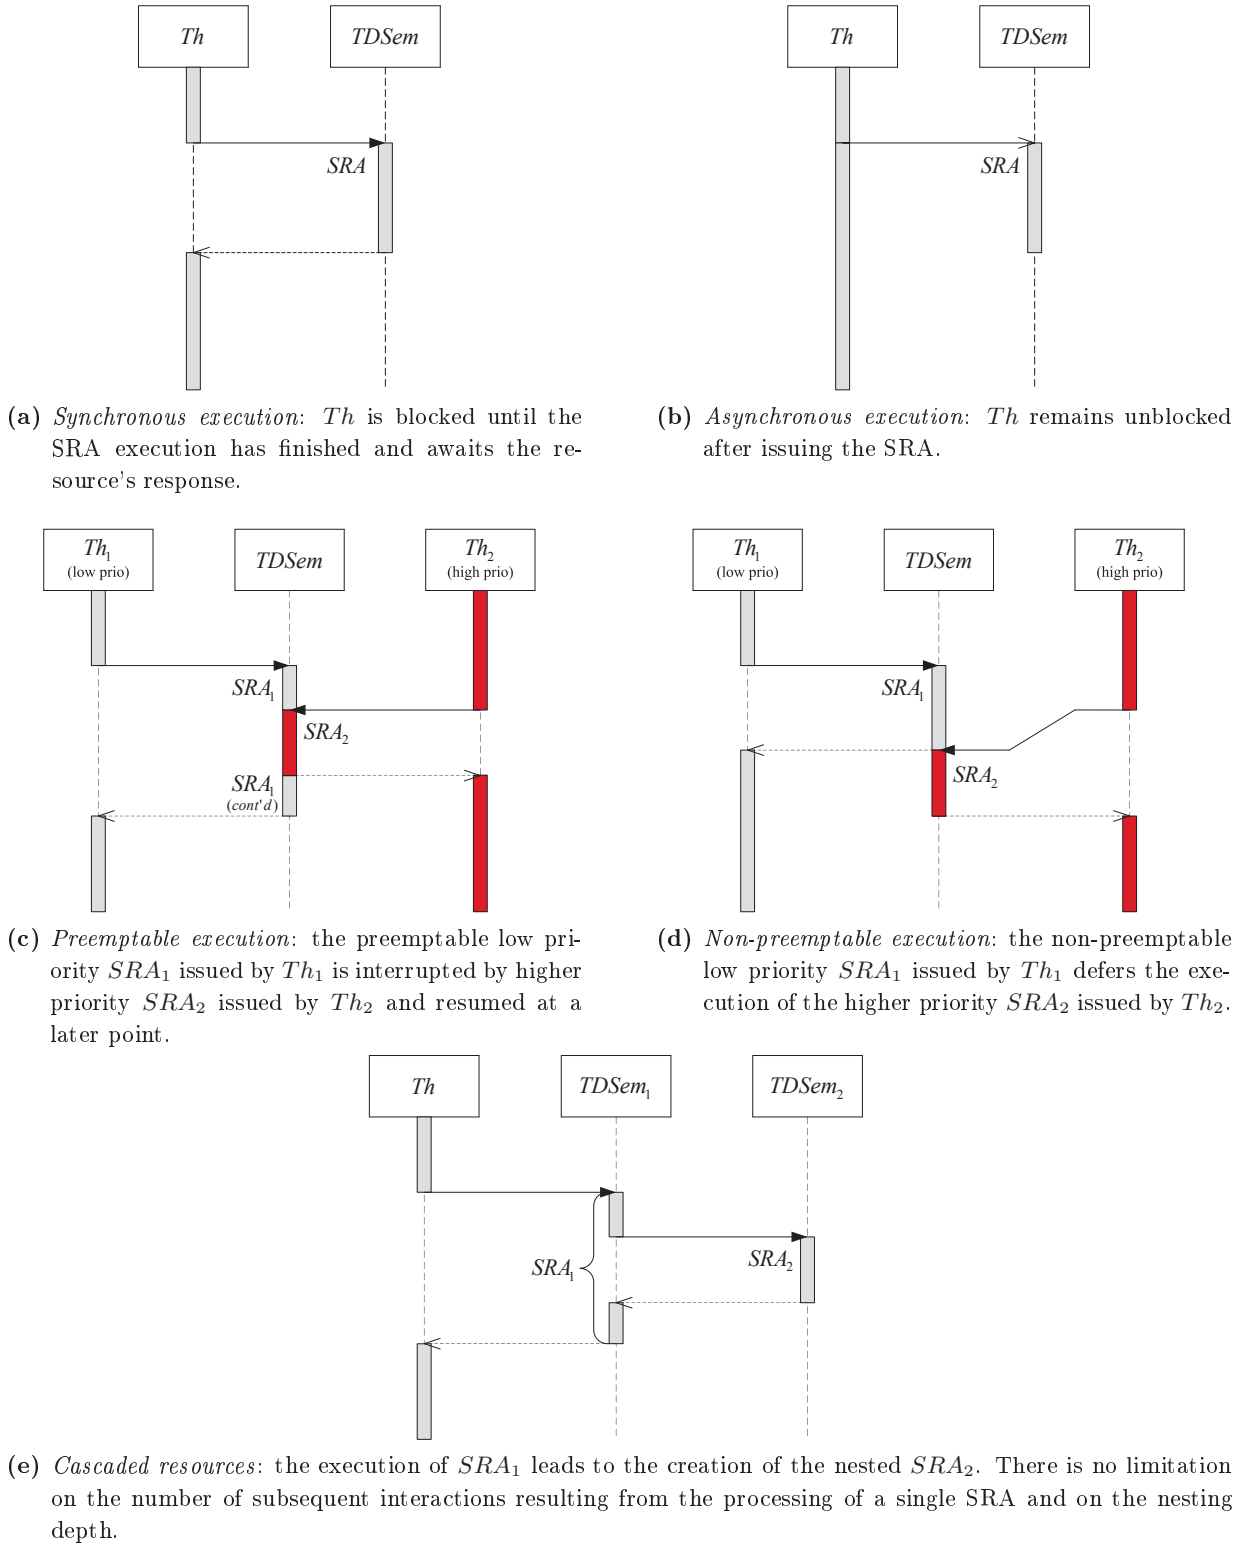 Th
TDSem
SRA
Th
TDSem
SRA
(a) Synchronous execution: Th is blocked until the
SRA execution has finished and awaits the re-
source's response.
(b) Asynchronous execution: Th remains unblocked
after issuing the SRA.
Th1
(low prio)
TDSem
Th2
(high prio)
SRA1
SRA2
SRA1
(cont'd)
Th1
(low prio)
TDSem
Th2
(high prio)
SRA1
SRA2
(c) Preemptable execution: the preemptable low pri-
ority SRA1 issued by Th1 is interrupted by higher
priority SRA2 issued by Th2 and resumed at a
later point.
(d) Non-preemptable execution: the non-preemptable
low priority SRA1 issued by Th1 defers the exe-
cution of the higher priority SRA2 issued by Th2.
Th
TDSem1
TDSem2
SRA1
SRA2
(e) Cascaded resources: the execution of SRA1 leads to the creation of the nested SRA2. There is no limitation
on the number of subsequent interactions resulting from the processing of a single SRA and on the nesting
depth.